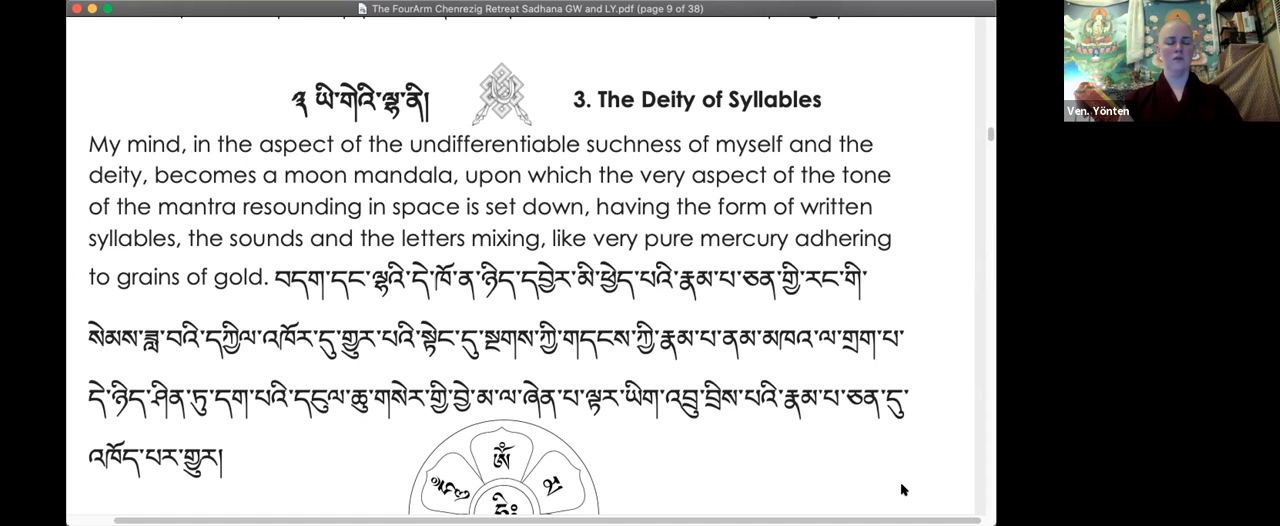 The FourArm Chenrezig Retreat Sadhana GW and LY.pdf (page 9 of 38)
༣ ཡི་གེའི་ལྷ་ནི།
3. The Deity of Syllables
My mind, in the aspect of the undifferentiable suchness of myself and the
deity, becomes a moon mandala, upon which the very aspect of the tone
of the mantra resounding in space is set down, having the form of written
syllables, the sounds and the letters mixing, like very pure mercury adhering
to grains of gold. བདག་དང་ལྷའི་དེ་ཁོ་ན་ཉིད་དབྱེར་མི་ཕྱེད་པའི་རྣམ་པ་ཅན་གྱི་རང་གི་
སེམས་ཟླ་བའི་དཀྱིལ་འཁོར་དུ་གྱུར་པའི་སྟེང་དུ་སྔགས་ཀྱི་གདངས་ཀྱི་རྣམ་པ་ནམ་མཁའ་ལ་གྲག་པ་
དེ་ཉིད་ཤིན་ཏུ་དག་པའི་དངུལ་ཆུ་གསེར་གྱི་བྱེ་མ་ལ་ཞེན་པ་ལྟར་ཡིག་འབྲུ་བྲིས་པའི་རྣམ་པ་ཅན་དུ་
འཁོད་པར་གྱུར།
ཨོཾ
Ven. Yönten